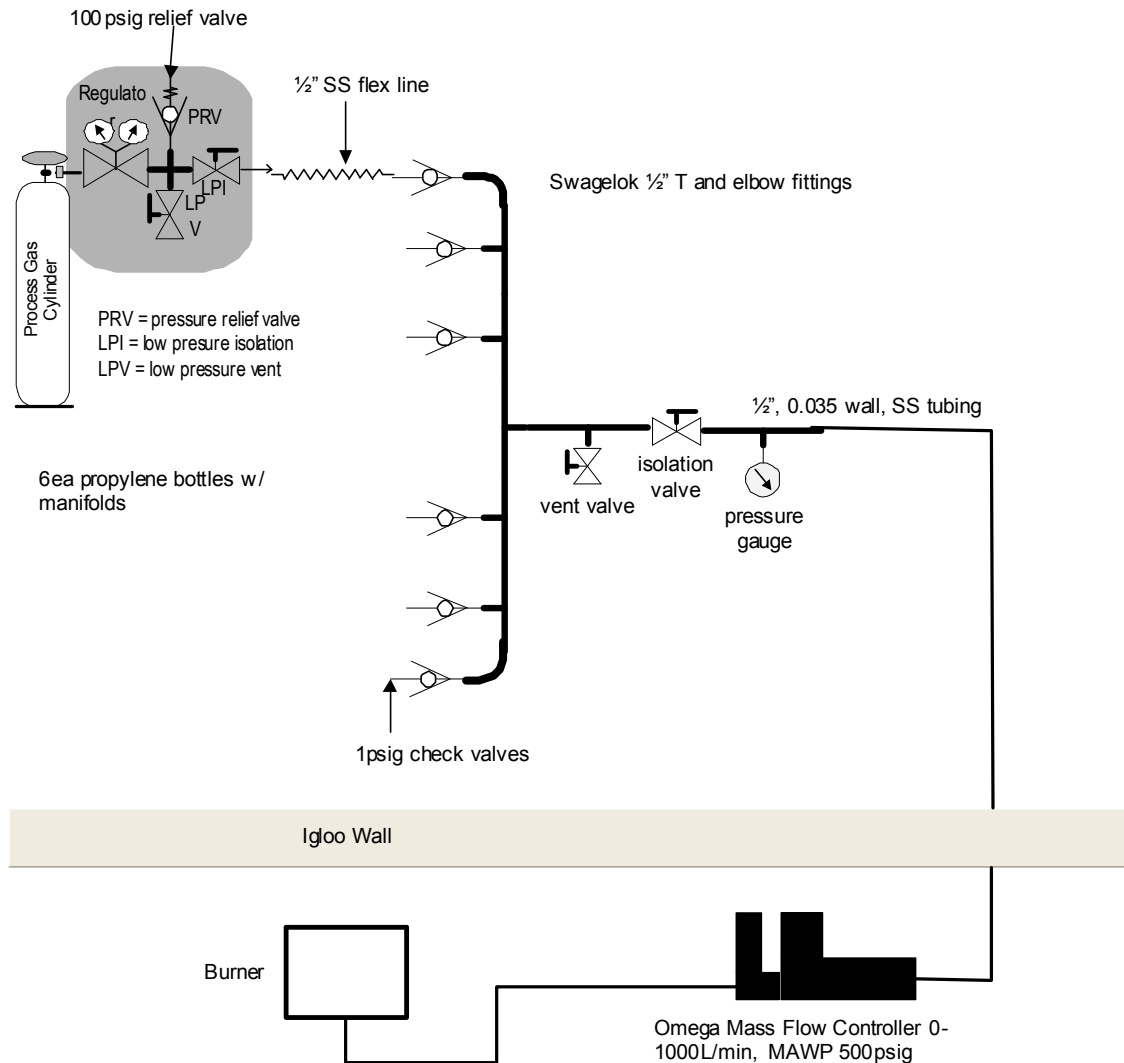 100 psig relief valve
Regulato
r
PRV
½" SS flex line
LPI
LP
V
Swagelok ½" T and elbow fittings
Process Gas
Cylinder
PRV = pressure relief valve
LPI = low presure isolation
LPV = low pressure vent
½", 0.035 wall, SS tubing
6ea propylene bottles w/
manifolds
isolation
valve
vent valve
pressure
gauge
1psig check valves
Igloo Wall
Burner
Omega Mass Flow Controller 0-
1000L/min, MAWP 500psig